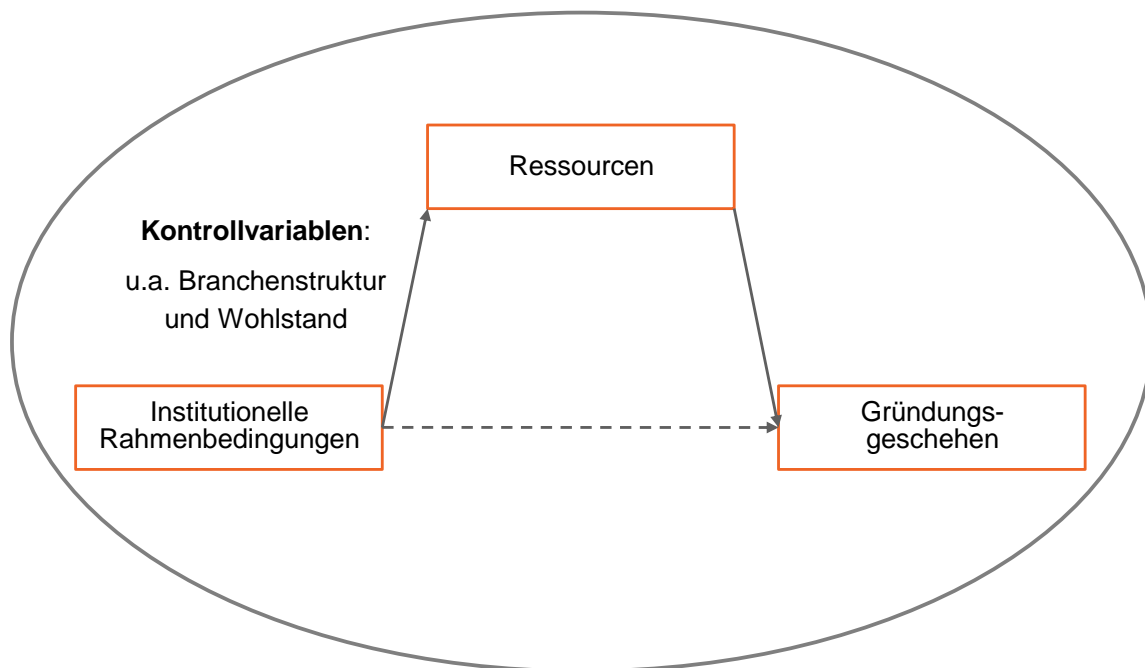 Ressourcen
Kontrollvariablen:
u.a. Branchenstruktur
und Wohlstand
Institutionelle
Rahmenbedingungen
Gründungs-
geschehen